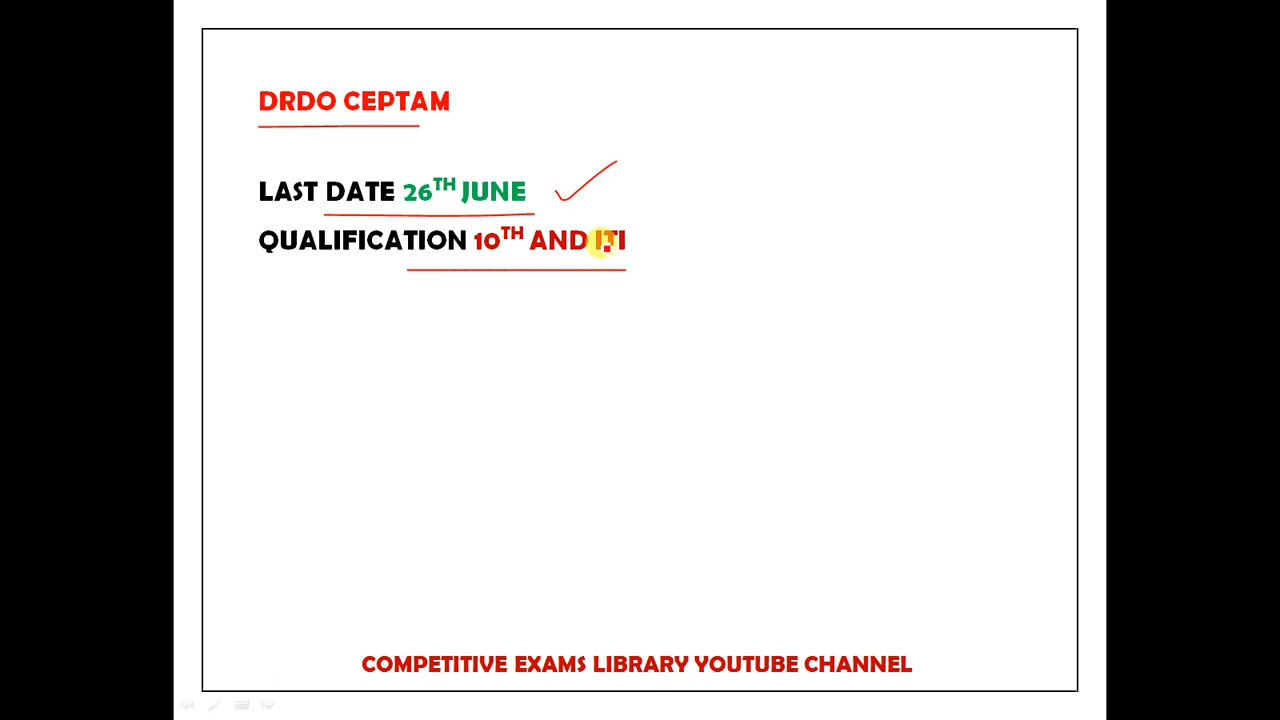 DRDO CEPTAM
LAST DATE 26TH JUNE
QUALIFICATION 10TH AND ITI
COMPETITIVE EXAMS LIBRARY YOUTUBE CHANNEL